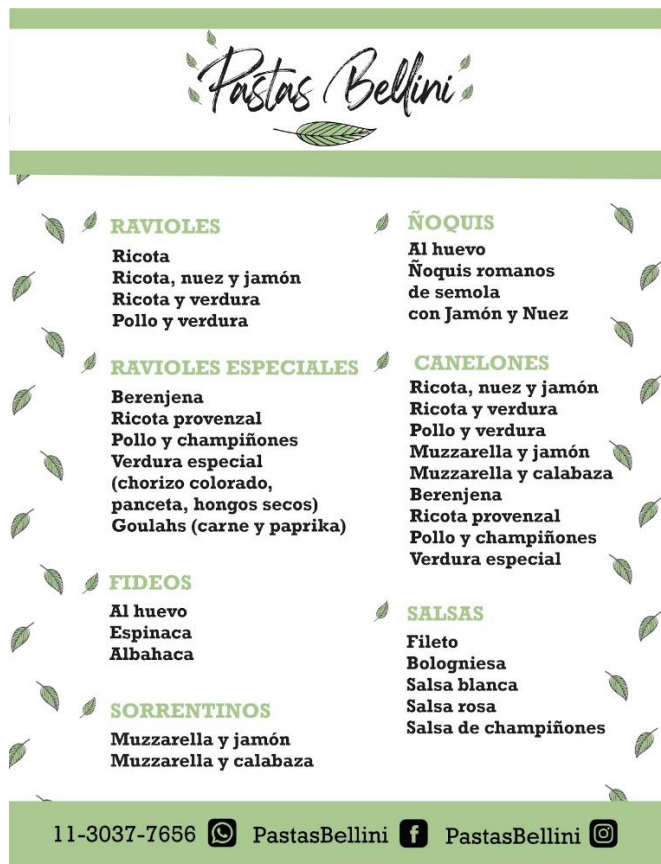 Pastas Bellini
RAVIOLES
Ricota
Ricota, nuez y jamón
Ricota y verdura
Pollo y verdura
RAVIOLES ESPECIALES
Berenjena
Ricota provenzal
Pollo y champiñones
Verdura especial
(chorizo colorado,
panceta, hongos secos)
Goulahs (carne y paprika)
FIDEOS
Al huevo
Espinaca
Albahaca
SORRENTINOS
Muzzarella y jamón
Muzzarella y calabaza
ÑOQUIS
Al huevo
Ñoquis romanos
de semola
con Jamón y Nuez
CANELONES
Ricota, nuez y jamón
Ricota y verdura
Pollo y verdura
Muzzarella y jamón
Muzzarella y calabaza
Berenjena
Ricota provenzal
Pollo y champiñones
Verdura especial
SALSAS
Fileto
Bologniesa
Salsa blanca
Salsa rosa
Salsa de champiñones
11-3037-7656 PastasBellini PastasBellini